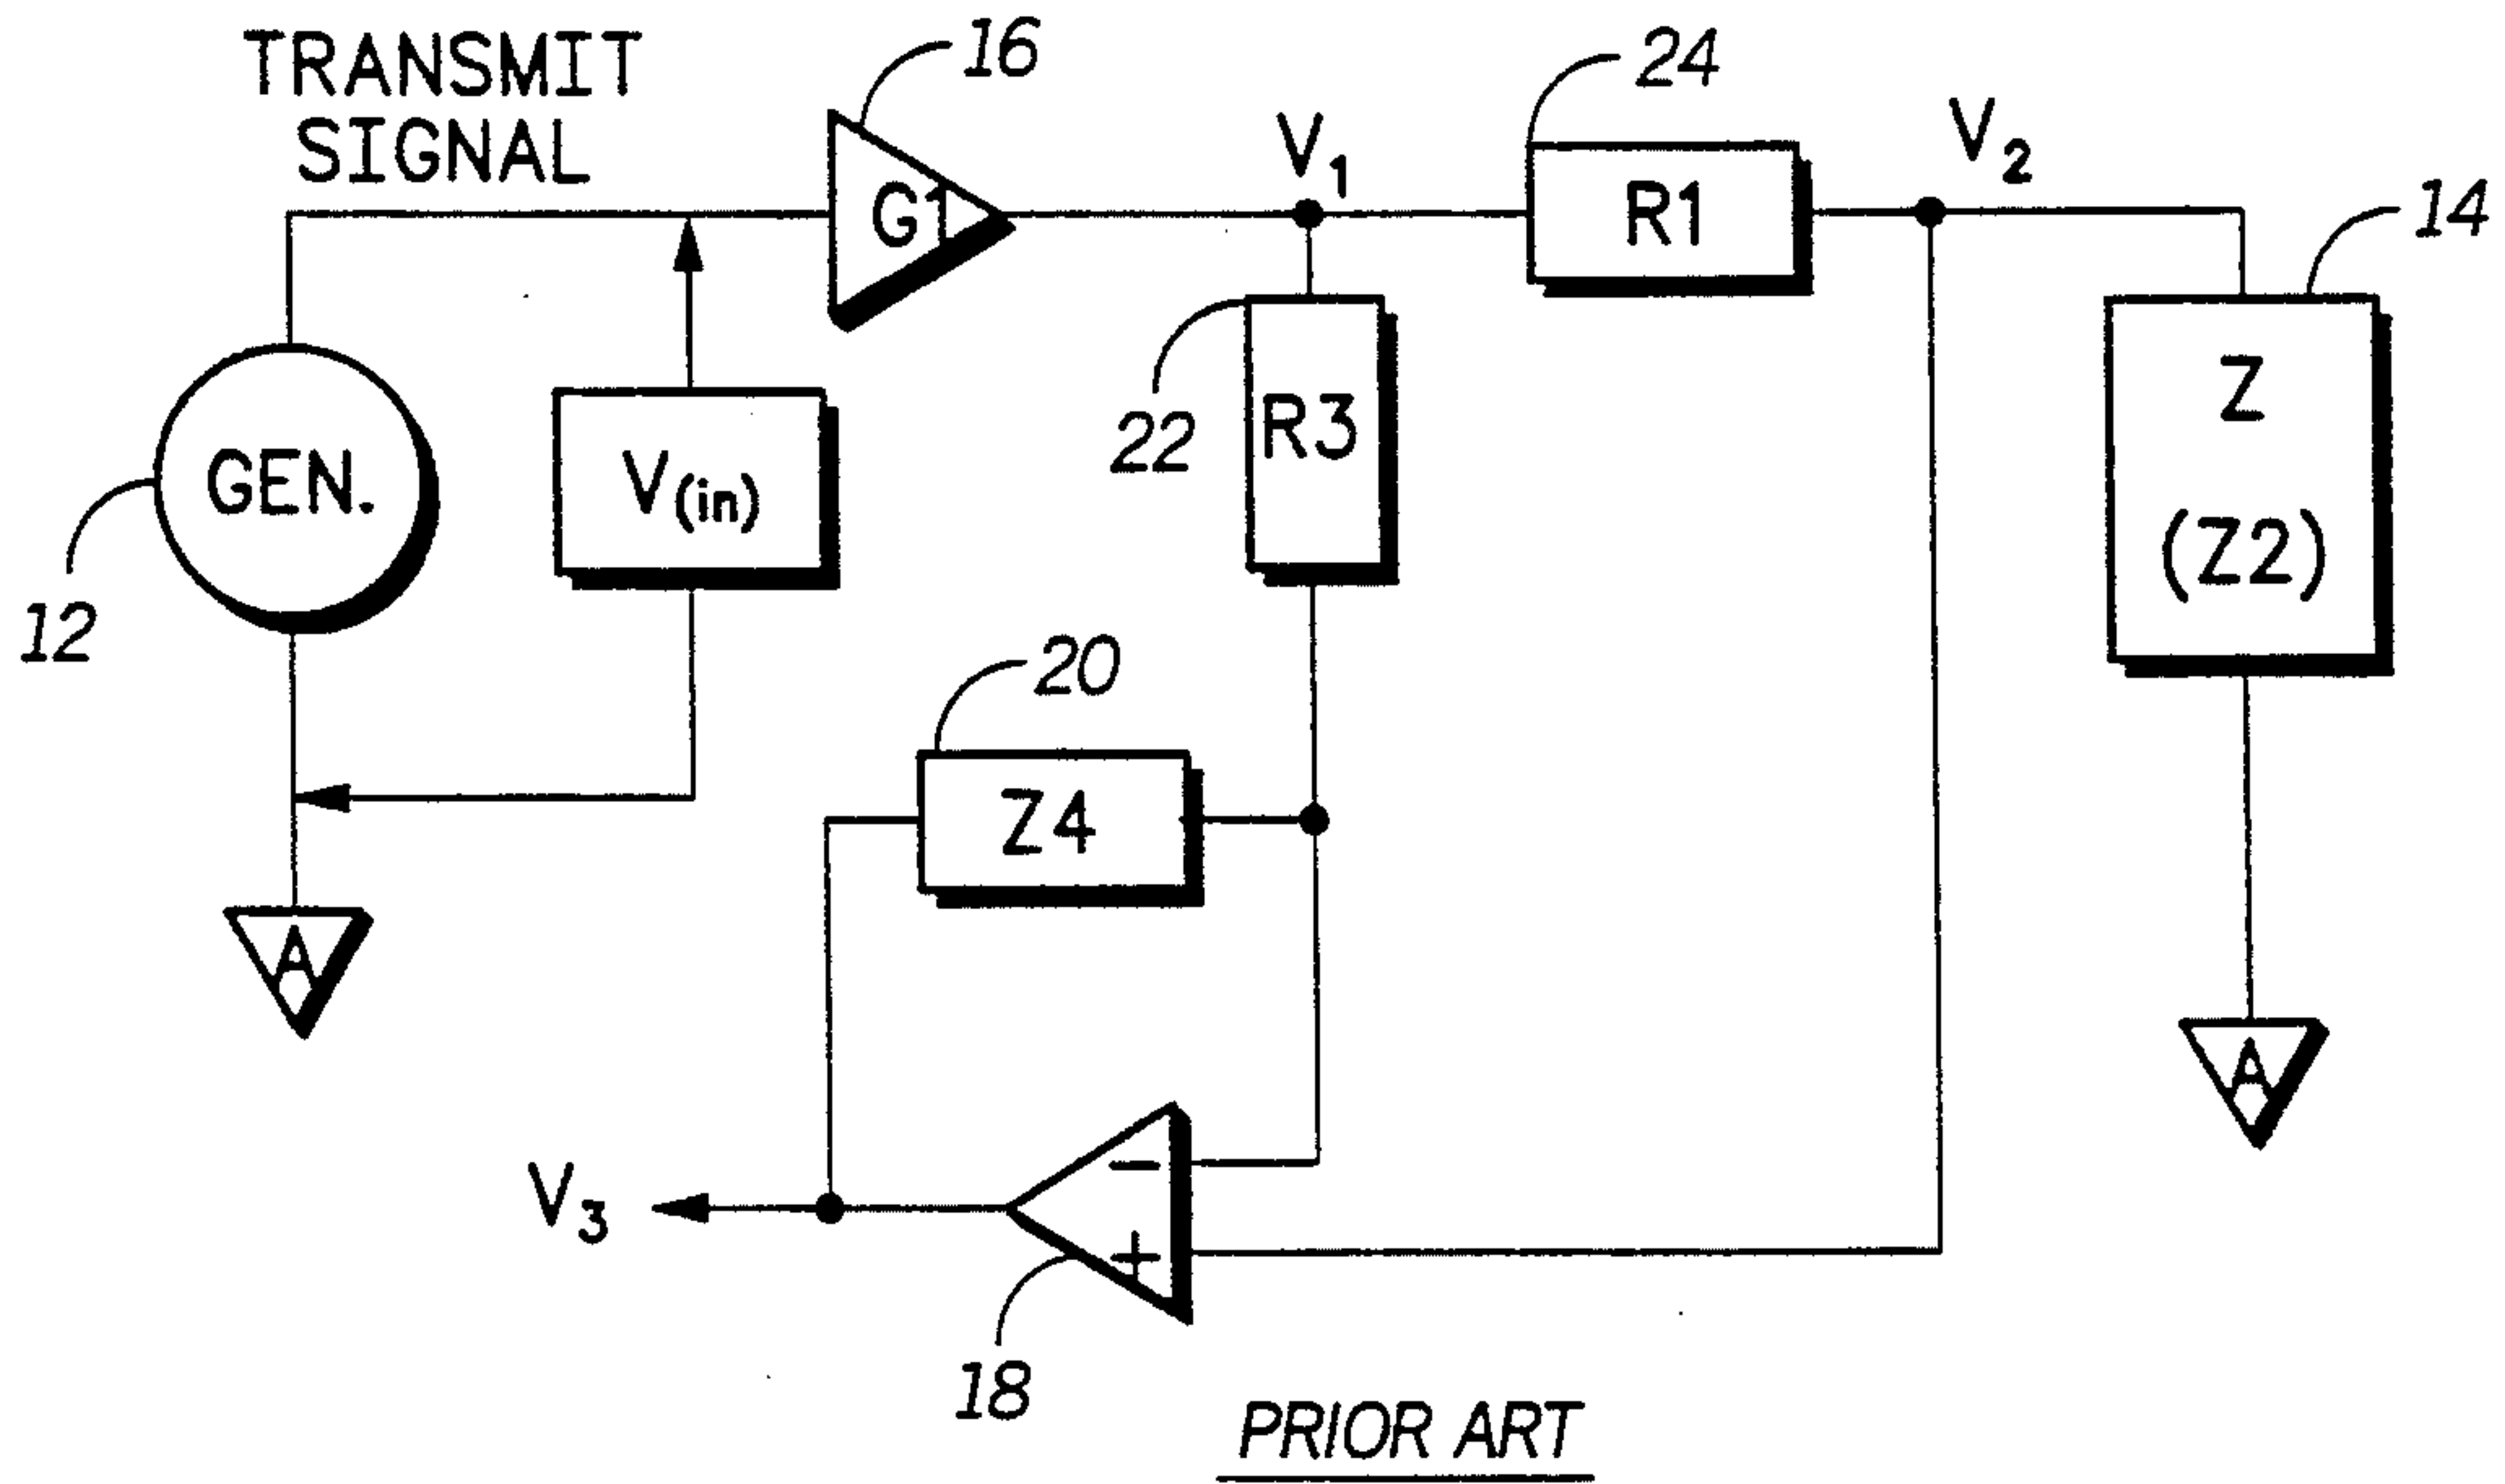 TRANSMIT
SIGNAL
16
24
V1
V2
G1
R1
14
GEN.
V(in)
22
R3
Z
(Z2)
12
20
Z4
A
A
V3
-
+
18
PRIOR ART